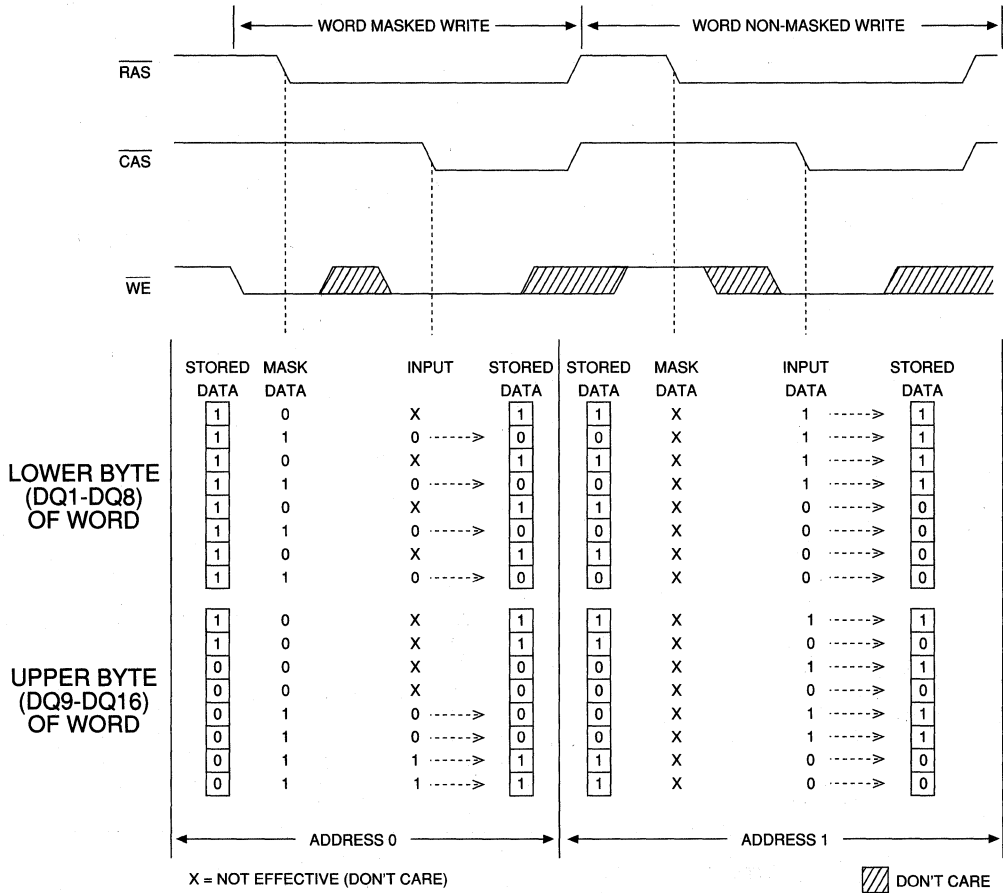 WORD MASKED WRITE WORD NON-MASKED WRITE
RAS
CAS
WE
STORED MASK INPUT STORED STORED MASK INPUT STORED
DATA DATA DATA DATA DATA DATA DATA
1 0 X 1 1 X 1 1
1 1 0 0 0 X 1 1
1 0 X 1 1 X 1 1
LOWER BYTE 1 1 0 0 0 X 1 1
(DQ1-DQ8) 1 0 X 1 1 X 0 0
OF WORD 1 1 0 0 0 X 0 0
1 0 X 1 1 X 0 0
1 1 0 0 0 X 0 0
1 0 X 1 1 X 1 1
1 0 X 1 1 X 0 0
0 0 X 0 0 X 1 1
UPPER BYTE 0 0 X 0 0 X 0 0
(DQ9-DQ16) 0 1 0 0 0 X 1 1
OF WORD 0 1 0 0 0 X 1 1
0 1 1 1 1 X 0 0
0 1 1 1 1 X 0 0
ADDRESS 0 ADDRESS 1
X = NOT EFFECTIVE (DON'T CARE) DON'T CARE